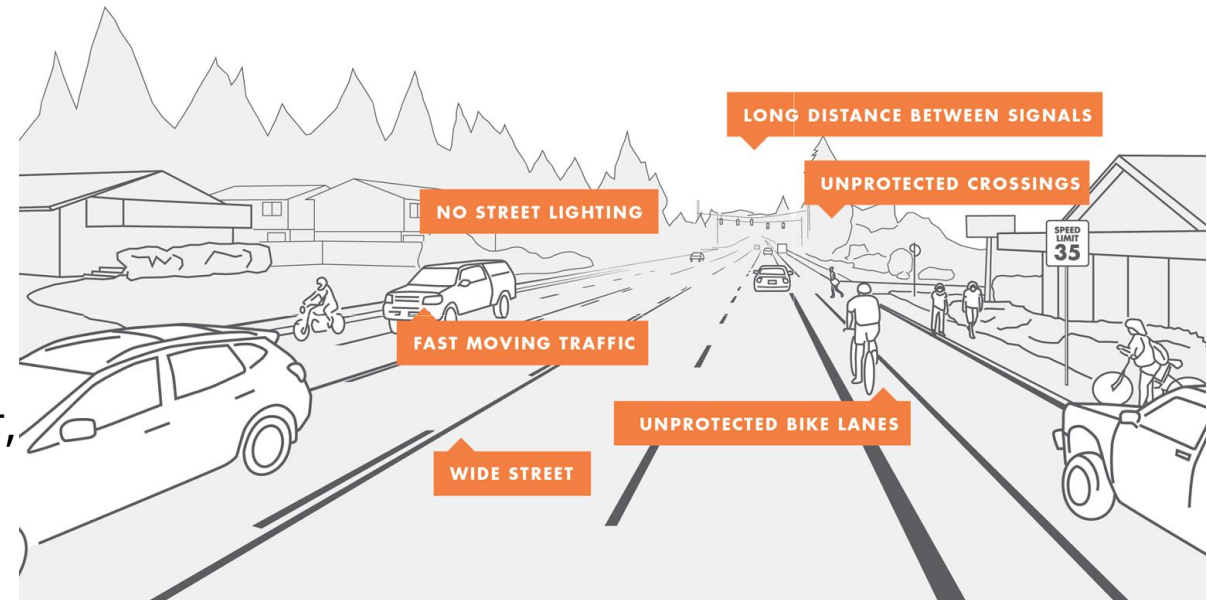 LONG DISTANCE BETWEEN SIGNALS
UNPROTECTED CROSSINGS
NO STREET LIGHTING
SPEED
LIMIT
35
FAST MOVING TRAFFIC
UNPROTECTED BIKE LANES
WIDE STREET